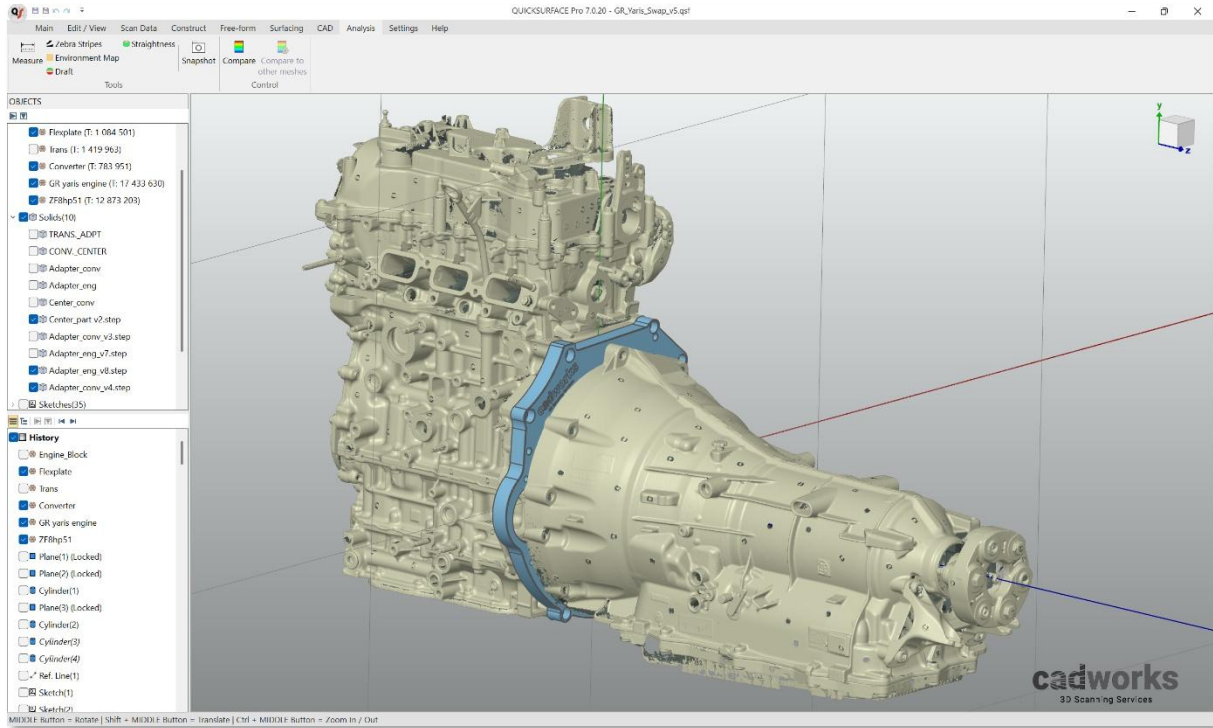 QUICKSURFACE Pro 7.0.20 - GR_Yaris_Swap_v5.qsf
Main Edit / View Scan Data Construct Free-form Surfacing CAD Analysis Settings Help
Measure
Zebra Stripes
Environment Map
Draft
Straightness
Snapshot
Compare
Compare to
other meshes
Tools
Control
OBJECTS
Flexplate (T: 1 084 501)
Trans (T: 1 419 963)
Converter (T: 783 951)
GR yaris engine (T: 17 433 630)
ZF8hp51 (T: 12 873 203)
Solids(10)
TRANS._ADPT
CONV._CENTER
Adapter_conv
Adapter_eng
Center_conv
Center_part v2.step
Adapter_conv_v3.step
Adapter_eng_v7.step
Adapter_eng_v8.step
Adapter_conv_v4.step
Sketches(35)
History
Engine_Block
Flexplate
Trans
Converter
GR yaris engine
ZF8hp51
Plane(1) (Locked)
Plane(2) (Locked)
Cylinder(1)
Plane(3) (Locked)
Cylinder(2)
Cylinder(3)
Cylinder(4)
Ref. Line(1)
Sketch(1)
Sketch(2)
y
z
cadworks
cadworks
3D Scanning Services
MIDDLE Button = Rotate | Shift + MIDDLE Button = Translate | Ctrl + MIDDLE Button = Zoom In / Out